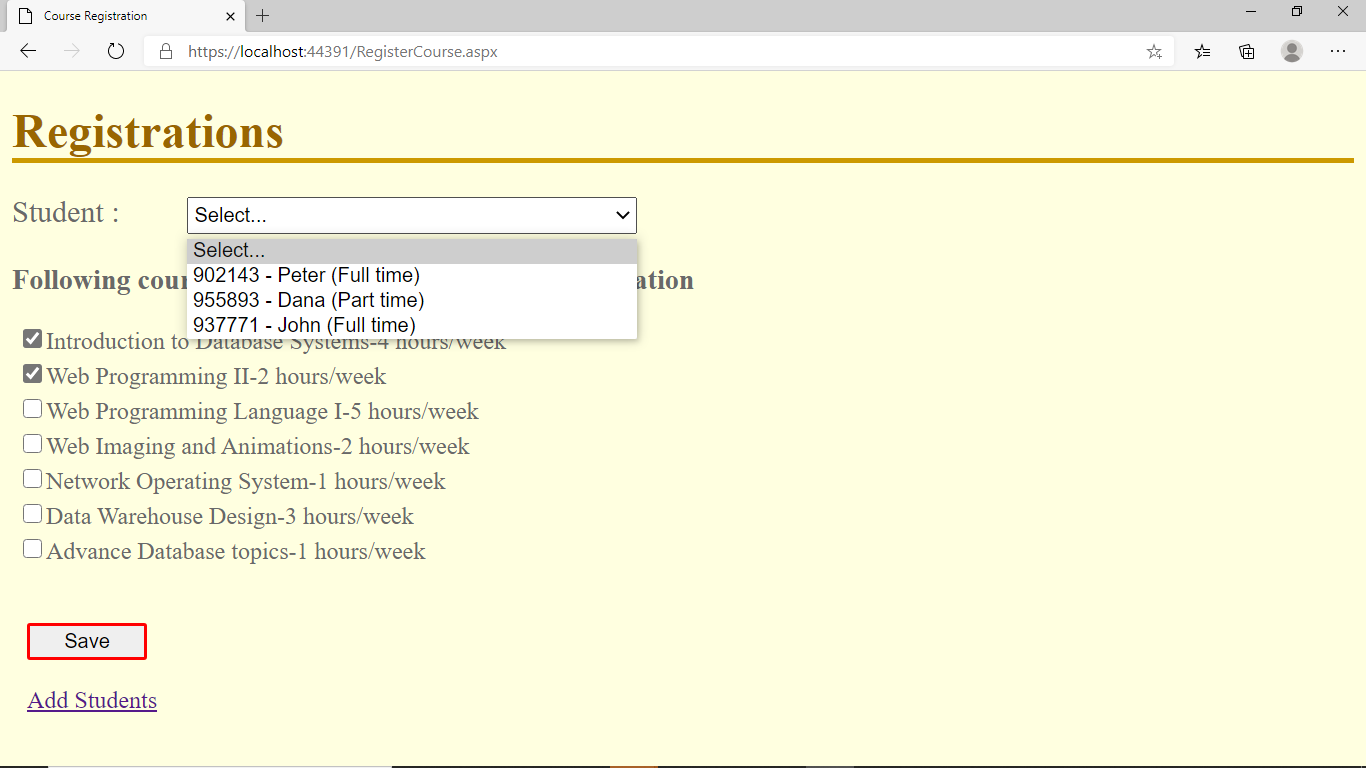 Course Registration
https://localhost:44391/RegisterCourse.aspx
Registrations
Student :
Select...
Select...
902143 - Peter (Full time)
955893 - Dana (Part time)
937771 - John (Full time)
Following
Introduction to Database Systems-4 hours/week
Web Programming II-2 hours/week
Web Programming Language I-5 hours/week
Web Imaging and Animations-2 hours/week
Network Operating System-1 hours/week
Data Warehouse Design-3 hours/week
Advance Database topics-1 hours/week
Save
Add Students